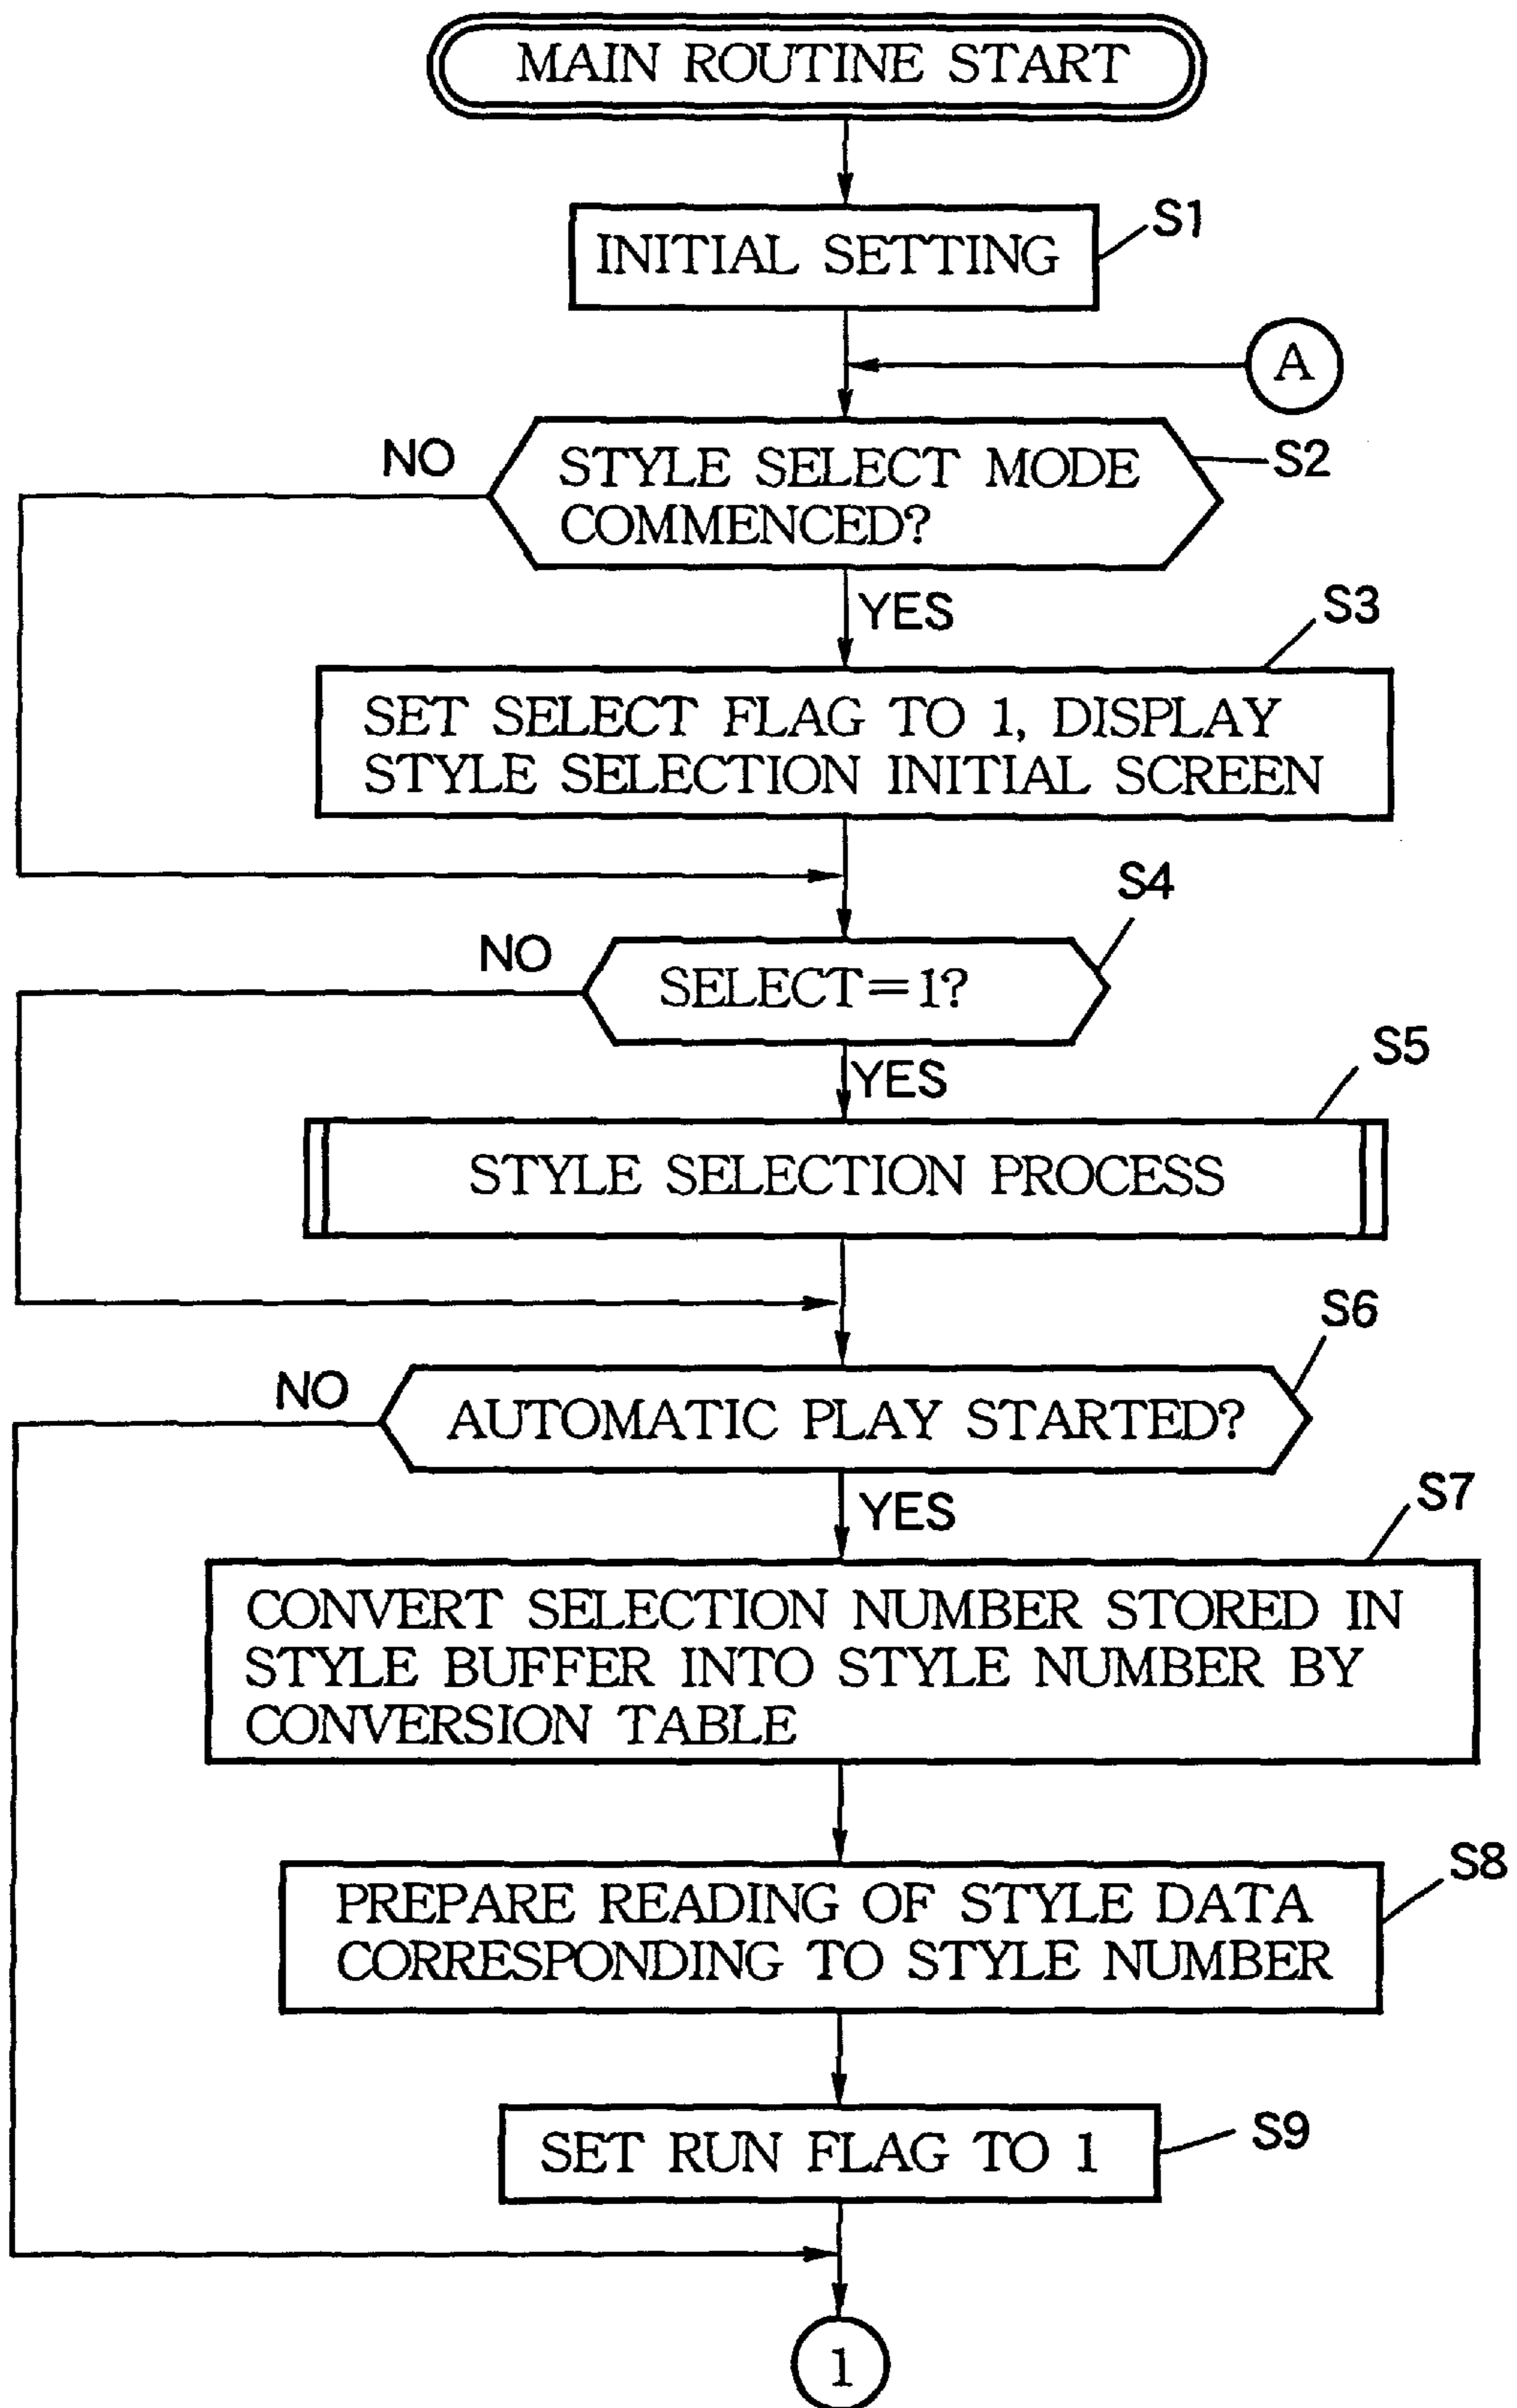 MAIN ROUTINE START
S1
INITIAL SETTING
A
NO
STYLE SELECT MODE
COMMENCED?
S2
YES
S3
SET SELECT FLAG TO 1, DISPLAY
STYLE SELECTION INITIAL SCREEN
S4
NO
SELECT=1?
YES
S5
STYLE SELECTION PROCESS
S6
NO
AUTOMATIC PLAY STARTED?
YES
S7
CONVERT SELECTION NUMBER STORED IN
STYLE BUFFER INTO STYLE NUMBER BY
CONVERSION TABLE
S8
PREPARE READING OF STYLE DATA
CORRESPONDING TO STYLE NUMBER
S9
SET RUN FLAG TO 1
1